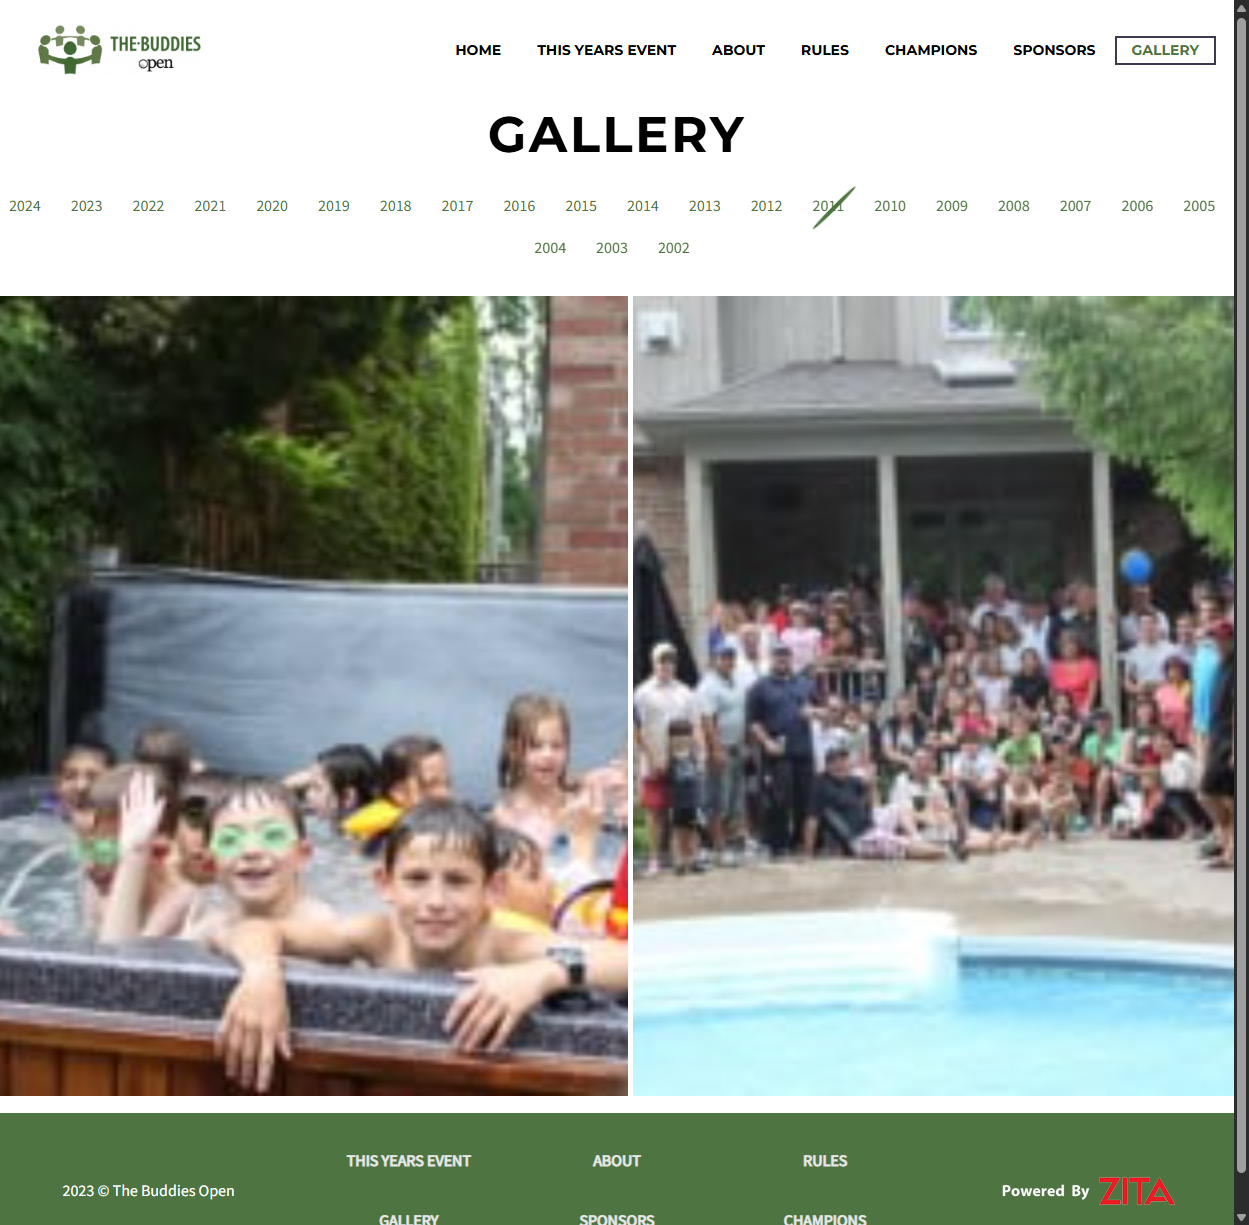 THE·BUDDIES
open
HOME THIS YEARS EVENT ABOUT RULES CHAMPIONS SPONSORS GALLERY
GALLERY
2024 2023 2022 2021 2020 2019 2018 2017 2016 2015 2014 2013 2012 2011 2010 2009 2008 2007 2006 2005
2004 2003 2002
THIS YEARS EVENT ABOUT RULES
2023 © The Buddies Open
Powered By ZITA
GALLERY SPONSORS CHAMPIONS